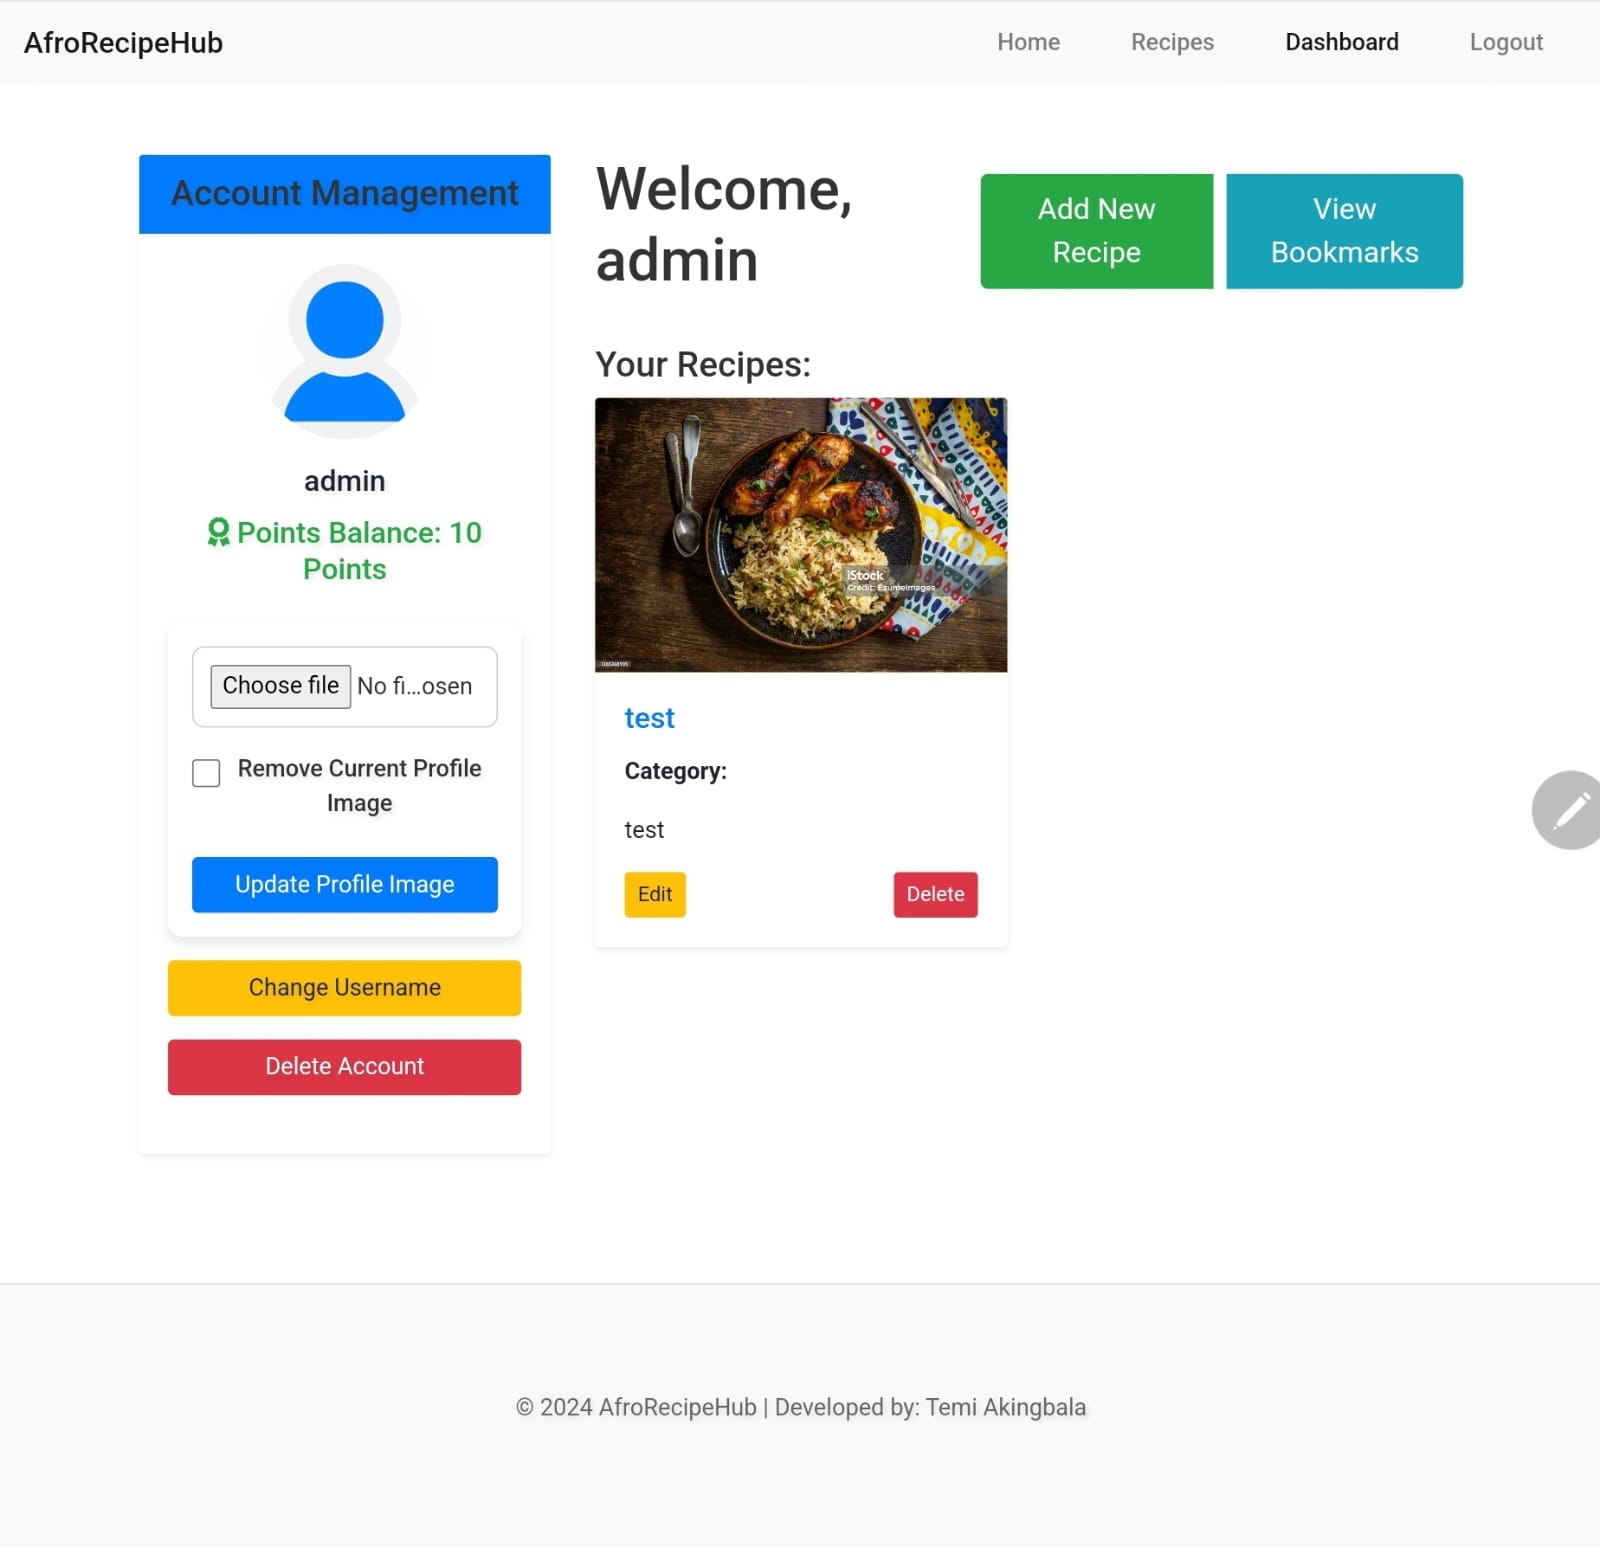 AfroRecipeHub
Home Recipes Dashboard Logout
Account Management
admin
Points Balance: 10
Points
Choose file No fi...osen
Remove Current Profile
Image
Update Profile Image
Change Username
Delete Account
Welcome,
admin
Add New
Recipe
View
Bookmarks
Your Recipes:
iStock
Credit: Ezumeimages
test
Category:
test
Edit
Delete
© 2024 AfroRecipeHub | Developed by: Temi Akingbala